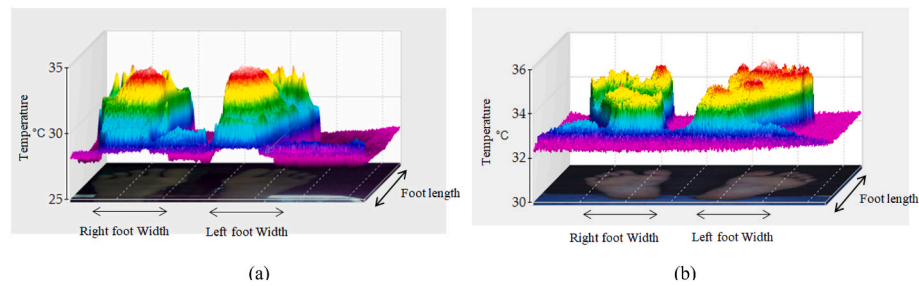 35
Temperature
°C
30
25
Foot length
Right foot Width
Left foot Width
(a)
36
Temperature
34
°C
32
30
Foot length
Right foot Width
Left foot Width
(b)